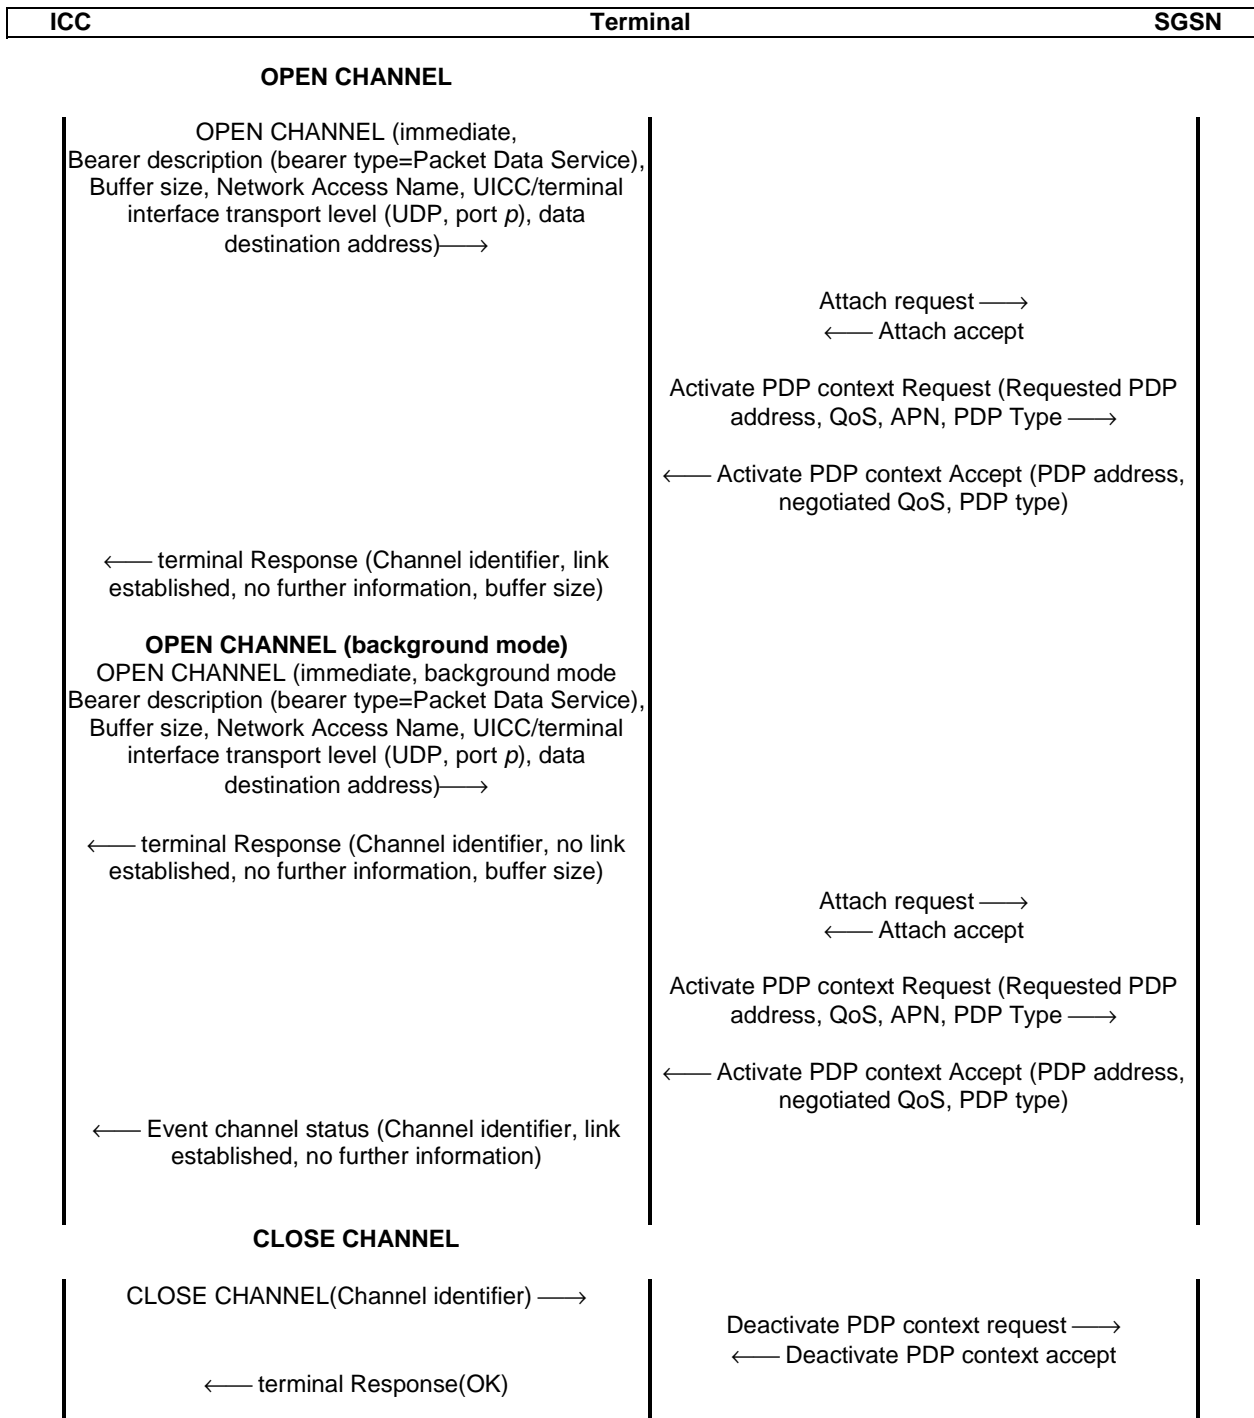 ICC Terminal SGSN
OPEN CHANNEL
OPEN CHANNEL (immediate,
Bearer description (bearer type=Packet Data Service),
Buffer size, Network Access Name, UICC/terminal
interface transport level (UDP, port p), data
destination address)——→
Attach request ——→
←—— Attach accept
Activate PDP context Request (Requested PDP
address, QoS, APN, PDP Type ——→
←—— Activate PDP context Accept (PDP address,
negotiated QoS, PDP type)
←—— terminal Response (Channel identifier, link
established, no further information, buffer size)
OPEN CHANNEL (background mode)
OPEN CHANNEL (immediate, background mode
Bearer description (bearer type=Packet Data Service),
Buffer size, Network Access Name, UICC/terminal
interface transport level (UDP, port p), data
destination address)——→
←—— terminal Response (Channel identifier, no link
established, no further information, buffer size)
Attach request ——→
←—— Attach accept
Activate PDP context Request (Requested PDP
address, QoS, APN, PDP Type ——→
←—— Activate PDP context Accept (PDP address,
negotiated QoS, PDP type)
←—— Event channel status (Channel identifier, link
established, no further information)
CLOSE CHANNEL
CLOSE CHANNEL(Channel identifier) ——→
Deactivate PDP context request ——→
←—— Deactivate PDP context accept
←—— terminal Response(OK)